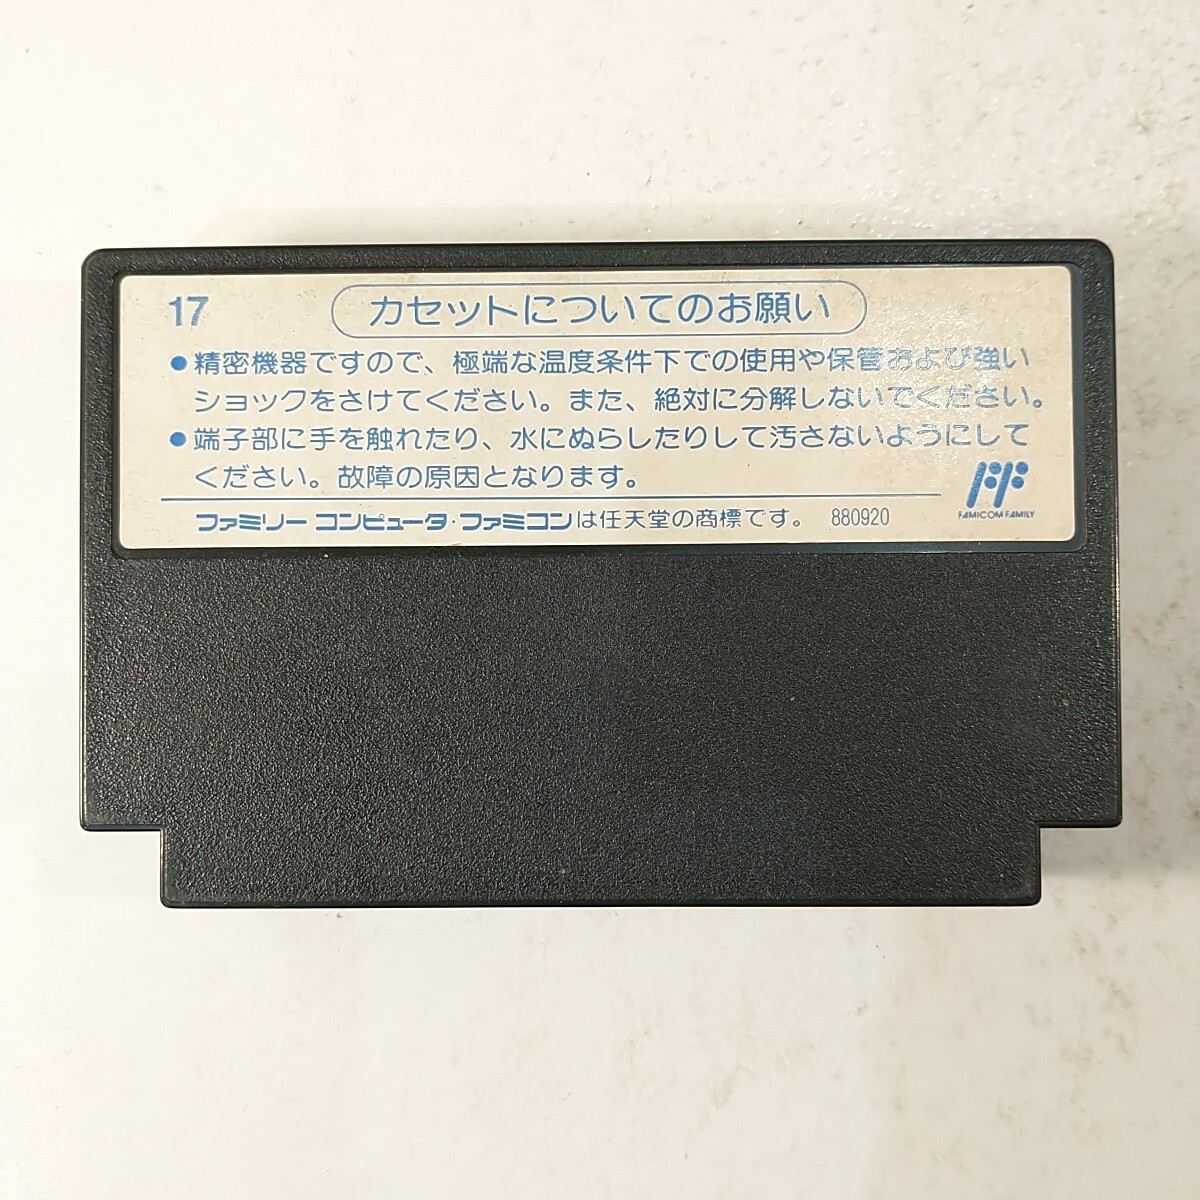 17
カセットについてのお願い
●精密機器ですので、極端な温度条件下での使用や保管および強い
ショックをさけてください。また、絶対に分解しないでください。
●端子部に手を触れたり、水にぬらしたりして汚さないようにして
ください。故障の原因となります。
FF
FAMICOM FAMILY
ファミリーコンピュータ・ファミコンは任天堂の商標です。 880920